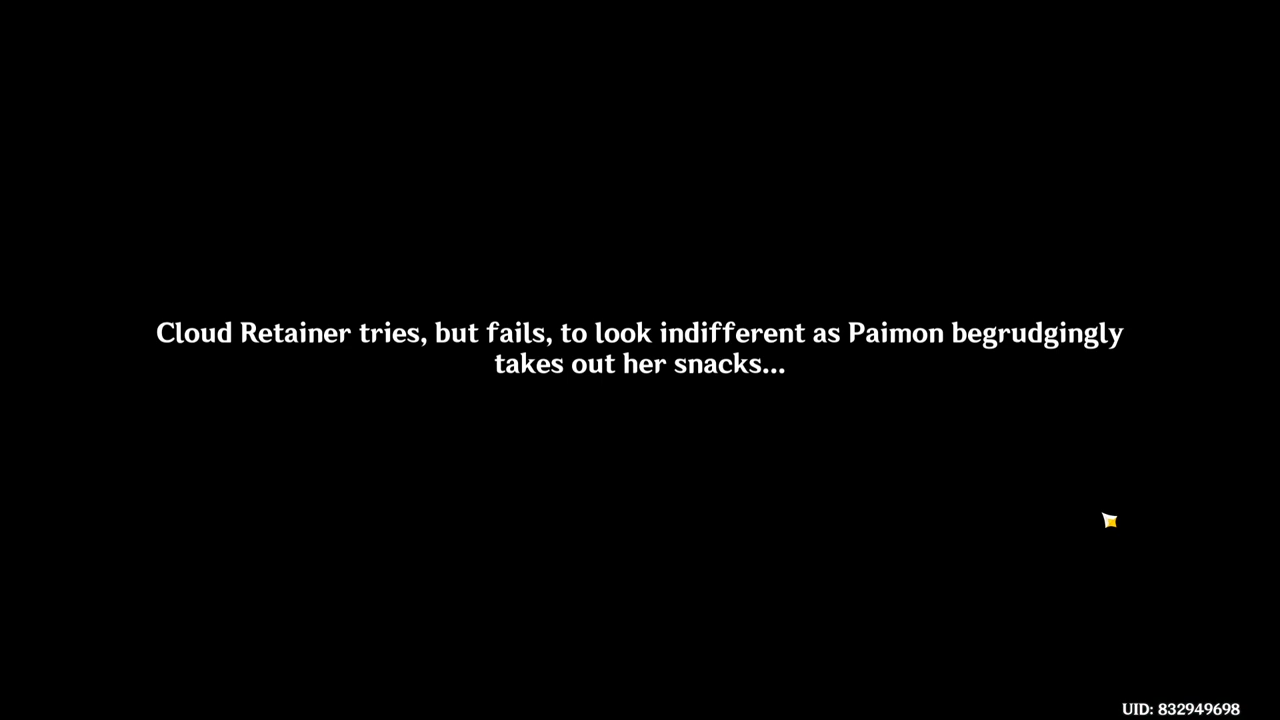 Cloud Retainer tries, but fails, to look indifferent as Paimon begrudgingly
takes out her snacks...
UID: 832949698